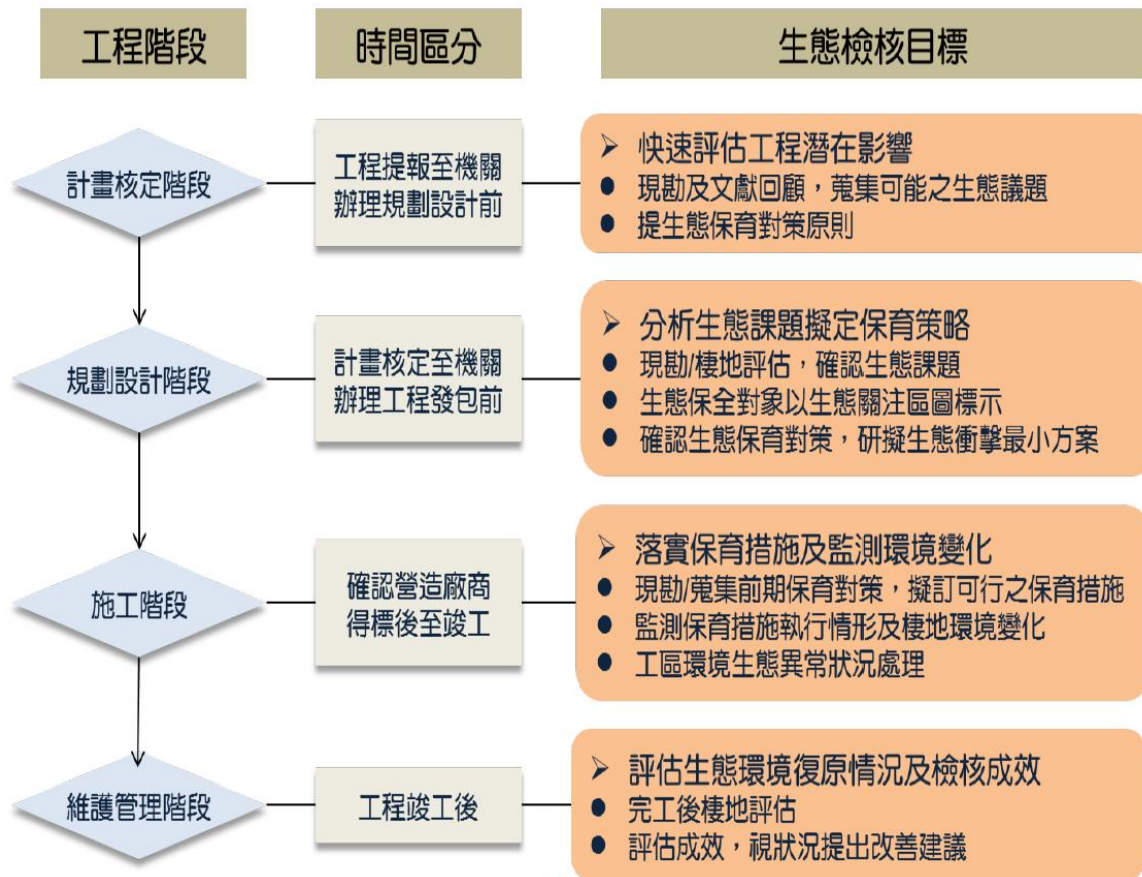 工程階段
時間區分
生態檢核目標
計畫核定階段
工程提報至機關
辦理規劃設計前
➢ 快速評估工程潛在影響
● 現勘及文獻回顧，蒐集可能之生態議題
● 提生態保育對策原則
規劃設計階段
計畫核定至機關
辦理工程發包前
➢ 分析生態課題擬定保育策略
● 現勘/棲地評估，確認生態課題
● 生態保全對象以生態關注區圖標示
● 確認生態保育對策，研擬生態衝擊最小方案
施工階段
確認營造廠商
得標後至竣工
➢ 落實保育措施及監測環境變化
● 現勘/蒐集前期保育對策，擬訂可行之保育措施
● 監測保育措施執行情形及棲地環境變化
● 工區環境生態異常狀況處理
維護管理階段
工程竣工後
➢ 評估生態環境復原情況及檢核成效
● 完工後棲地評估
● 評估成效，視狀況提出改善建議